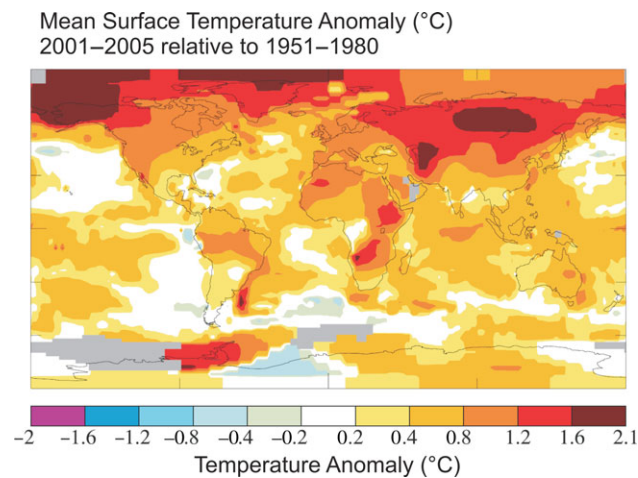 Mean Surface Temperature Anomaly (°C)
2001–2005 relative to 1951–1980
−2 −1.6 −1.2 −0.8 −0.4 −0.2 0.2 0.4 0.8 1.2 1.6 2.1
Temperature Anomaly (°C)